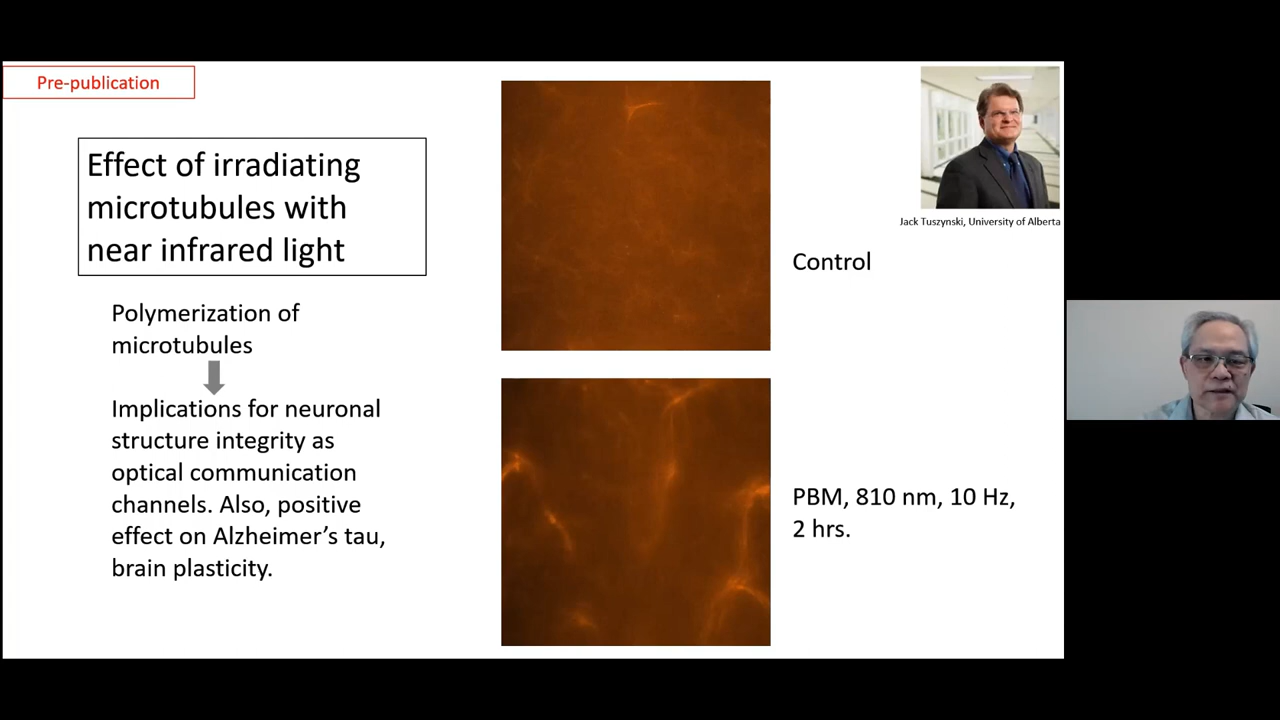 Pre-publication
Effect of irradiating
microtubules with
near infrared light
Polymerization of
microtubules
Implications for neuronal
structure integrity as
optical communication
channels. Also, positive
effect on Alzheimer’s tau,
brain plasticity.
Jack Tuszynski, University of Alberta
Control
PBM, 810 nm, 10 Hz,
2 hrs.